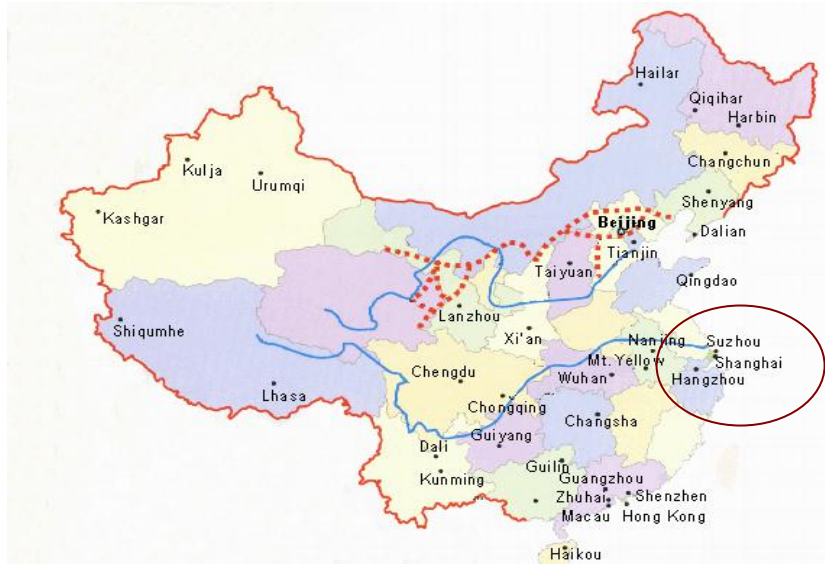 Hailar
Qiqihar
Harbin
Changchun
Kulja
Urumqi
Shenyang
Kashgar
Beijing
Dalian
Tianjin
Taiyuan
Qingdao
Lanzhou
Shiqumhe
Xi'an
Nanjing
Suzhou
Mt. Yellow
Shanghai
Wuhan
Hangzhou
Chengdu
Lhasa
Chongqing
Changsha
Guiyang
Dali
Kunming
Guilin
Guangzhou
Zhuhai
Shenzhen
Macau
Hong Kong
Haikou